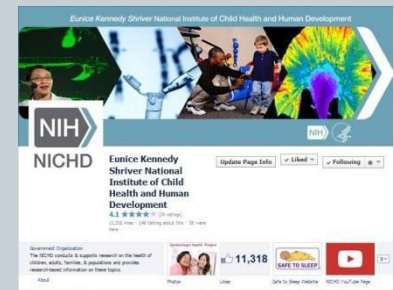 Eunice Kennedy Shriver National Institute of Child Health and Human Development
NIH
NICHD
NIH
Eunice Kennedy
Shriver National
Institute of Child
Health and Human
Development
4.1 ★★★★☆
Update Page Info
Liked
Following
Government Organization
The NICHD conducts & supports research on the health of
children, adults, families, & populations and provides
research-based information on these topics.
About
Photos
11,318
Likes
SAFE TO SLEEP
Safe to Sleep Website
NICHD YouTube Page